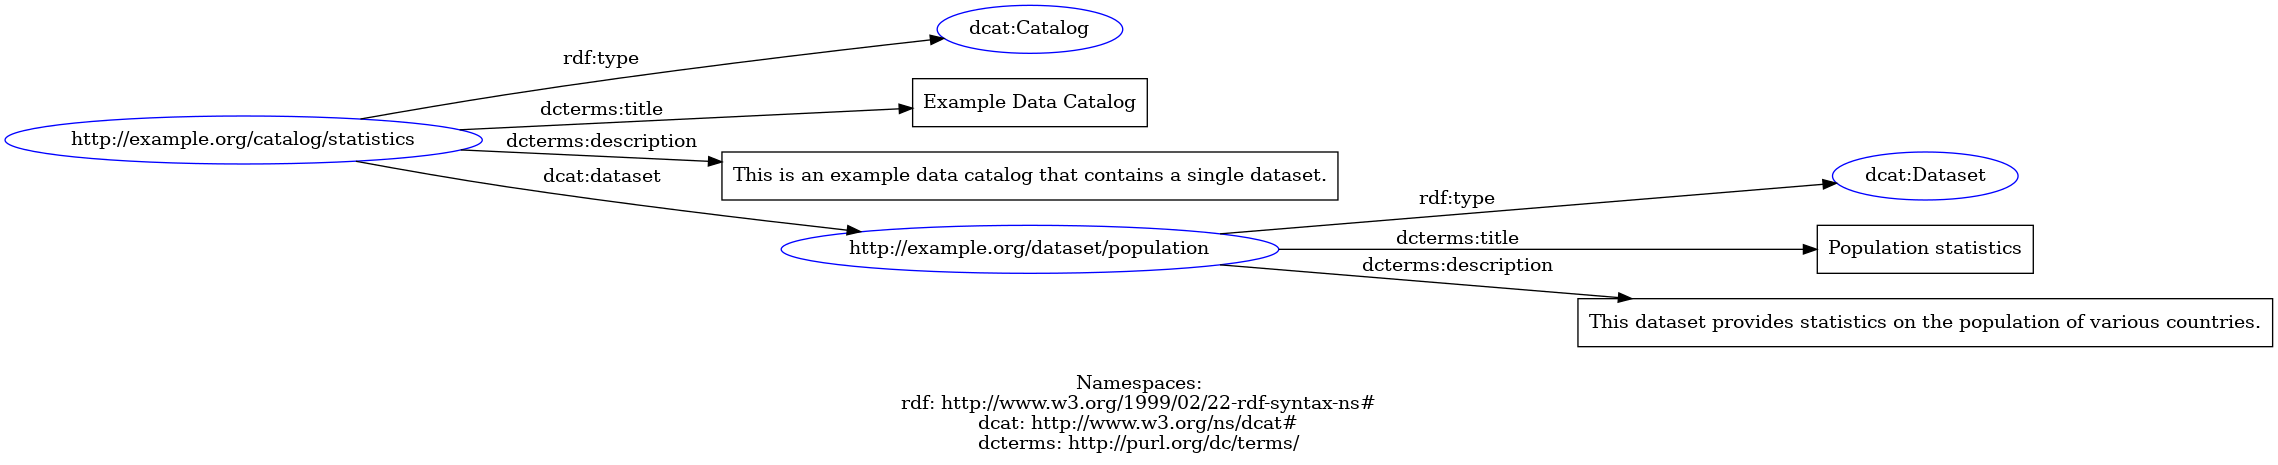 dcat:Catalog
rdf:type
Example Data Catalog
dcterms:title
http://example.org/catalog/statistics
dcterms:description
This is an example data catalog that contains a single dataset.
dcat:dataset
dcat:Dataset
rdf:type
dcterms:title
http://example.org/dataset/population
Population statistics
dcterms:description
This dataset provides statistics on the population of various countries.
Namespaces:
rdf: http://www.w3.org/1999/02/22-rdf-syntax-ns#
dcat: http://www.w3.org/ns/dcat#
dcterms: http://purl.org/dc/terms/